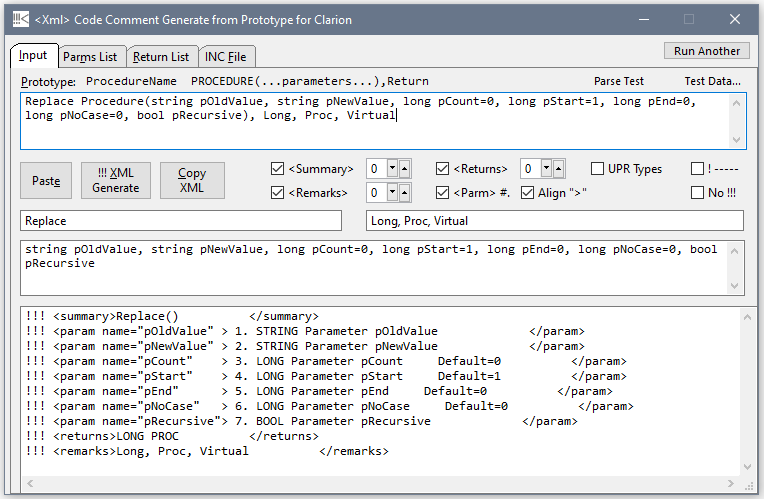 <Xml> Code Comment Generate from Prototype for Clarion
Input Parms List Return List INC File Run Another
Prototype: ProcedureName PROCEDURE(...parameters...),Return Parse Test Test Data...
Replace Procedure(string pOldValue, string pNewValue, long pCount=0, long pStart=1, long pEnd=0,
long pNoCase=0, bool pRecursive), Long, Proc, Virtual
Paste !!! XML Generate Copy XML
<Summary> 0 <Returns> 0 UPR Types ! -----
<Remarks> 0 <Parm> #. Align ">" No !!!
Replace Long, Proc, Virtual
string pOldValue, string pNewValue, long pCount=0, long pStart=1, long pEnd=0, long pNoCase=0, bool
pRecursive
!!! <summary>Replace()          </summary>
!!! <param name="pOldValue" > 1. STRING Parameter pOldValue             </param>
!!! <param name="pNewValue" > 2. STRING Parameter pNewValue             </param>
!!! <param name="pCount"    > 3. LONG Parameter pCount     Default=0          </param>
!!! <param name="pStart"    > 4. LONG Parameter pStart     Default=1          </param>
!!! <param name="pEnd"      > 5. LONG Parameter pEnd     Default=0          </param>
!!! <param name="pNoCase"   > 6. LONG Parameter pNoCase     Default=0          </param>
!!! <param name="pRecursive"> 7. BOOL Parameter pRecursive             </param>
!!! <returns>LONG PROC          </returns>
!!! <remarks>Long, Proc, Virtual          </remarks>